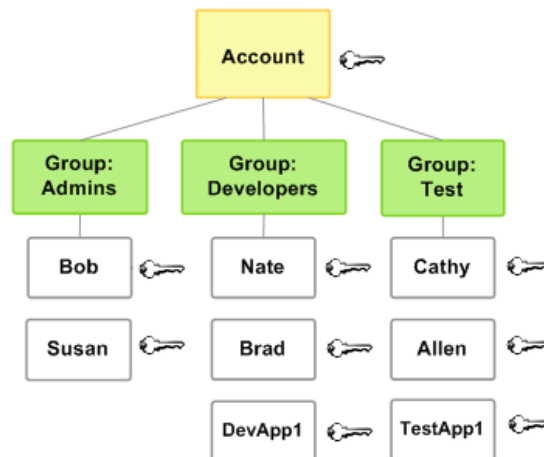 Account
Group:
Admins
Group:
Developers
Group:
Test
Bob
Nate
Cathy
Susan
Brad
Allen
DevApp1
TestApp1